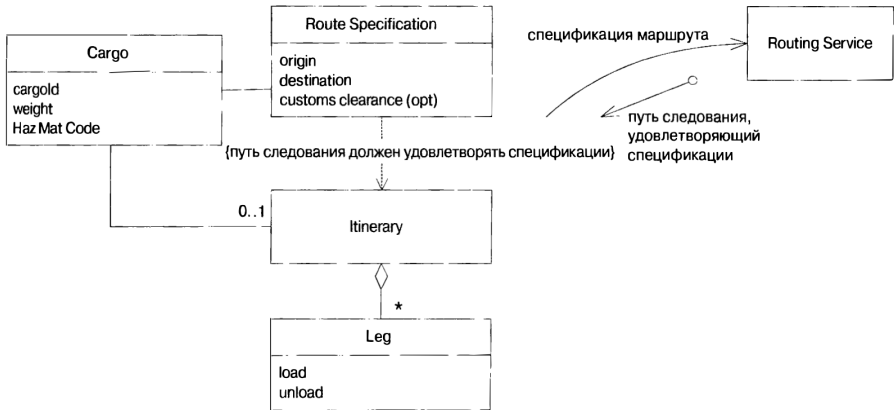 Route Specification
origin
destination
customs clearance (opt)
Cargo
cargoId
weight
Haz Mat Code
спецификация маршрута
Routing Service
путь следования,
удовлетворяющий
спецификации
{путь следования должен удовлетворять спецификации}
0..1
Itinerary
*
Leg
load
unload